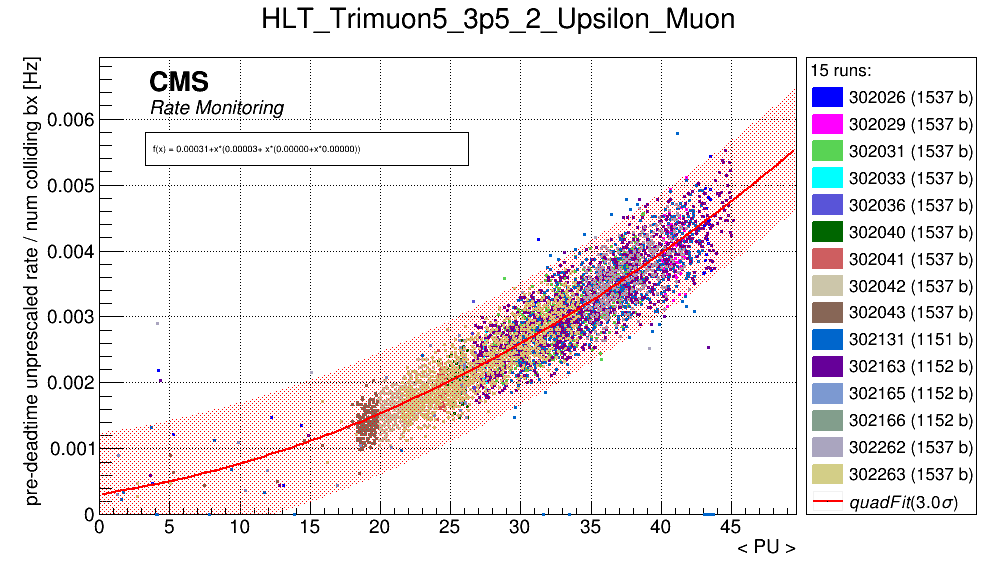 HLT_Trimuon5_3p5_2_Upsilon_Muon
pre-deadtime unprescaled rate / num colliding bx [Hz]
CMS
Rate Monitoring
f(x) = 0.00031+x*(0.00003+ x*(0.00000+x*0.00000))
0.006
0.005
0.004
0.003
0.002
0.001
0
0 5 10 15 20 25 30 35 40 45
< PU >
15 runs:
302026 (1537 b)
302029 (1537 b)
302031 (1537 b)
302033 (1537 b)
302036 (1537 b)
302040 (1537 b)
302041 (1537 b)
302042 (1537 b)
302043 (1537 b)
302131 (1151 b)
302163 (1152 b)
302165 (1152 b)
302166 (1152 b)
302262 (1537 b)
302263 (1537 b)
quadFit(3.0σ)